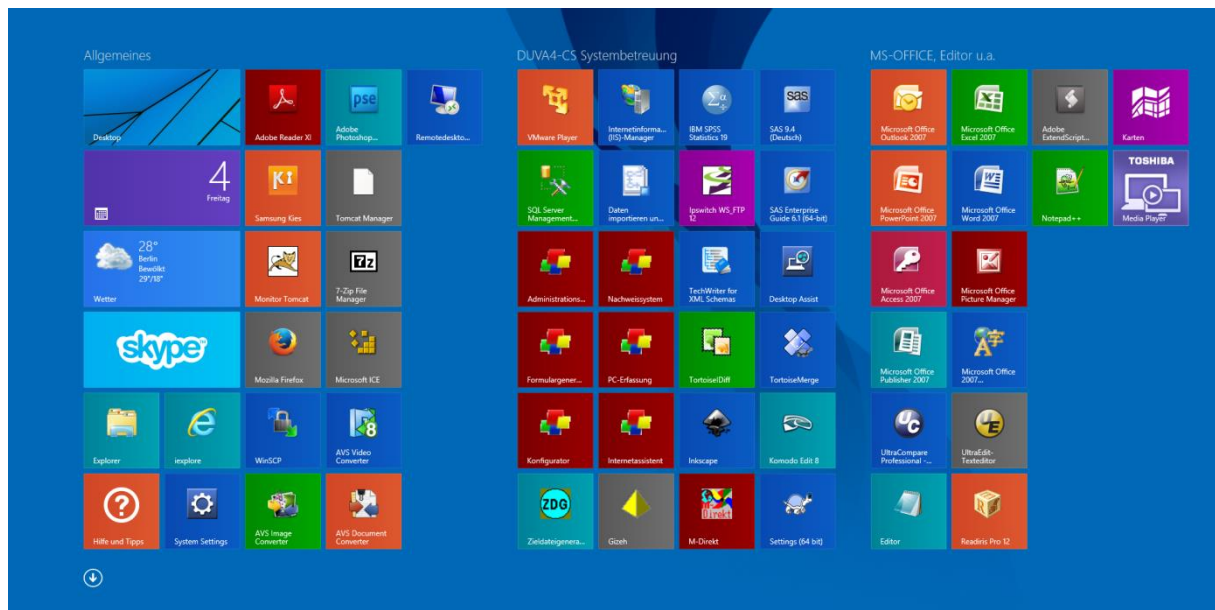 Allgemeines
Desktop
Adobe Reader XI
pse
Adobe
Photoshop...
Remotedeskto...
4
Freitag
Ki
Samsung Kies
Tomcat Manager
28°
Berlin
Bewölkt
29°/18°
Wetter
Monitor Tomcat
7z
7-Zip File
Manager
skype
Mozilla Firefox
Microsoft ICE
Explorer
iexplore
WinSCP
8
AVS Video
Converter
?
Hilfe und Tipps
System Settings
AVS Image
Converter
AVS Document
Converter
DUVA4-CS Systembetreuung
VMware Player
Internetinforma...
(IIS)-Manager
Σα
IBM SPSS
Statistics 19
sas
SAS 9.4
(Deutsch)
SQL Server
Management...
Daten
importieren un...
Ipswitch WS_FTP
12
SAS Enterprise
Guide 6.1 (64-bit)
Administrations...
Nachweissystem
TechWriter for
XML Schemas
Desktop Assist
Formulargener...
PC-Erfassung
TortoiseIDiff
TortoiseMerge
Konfigurator
Internetassistent
Inkscape
Komodo Edit 8
ZDG
Zieldateigenera...
Gizeh
Direkt
M-Direkt
Settings (64 bit)
MS-OFFICE, Editor u.a.
Microsoft Office
Outlook 2007
Microsoft Office
Excel 2007
Adobe
ExtendScript...
Karten
Microsoft Office
PowerPoint 2007
Microsoft Office
Word 2007
Notepad++
TOSHIBA
Media Player
Microsoft Office
Access 2007
Microsoft Office
Picture Manager
Microsoft Office
Publisher 2007
A字
Microsoft Office
2007...
UC
UltraCompare
Professional -...
UE
UltraEdit-
Texteditor
Editor
Readiris Pro 12